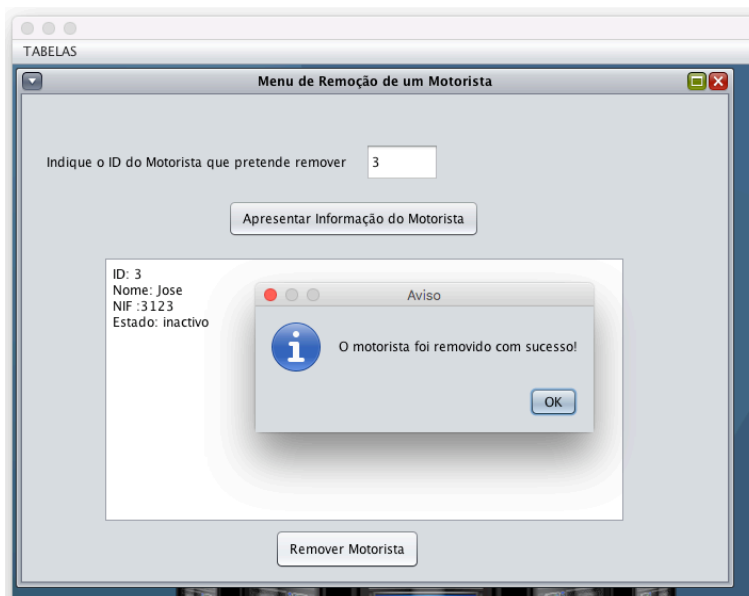 TABELAS
Menu de Remoção de um Motorista
Indique o ID do Motorista que pretende remover 3
Apresentar Informação do Motorista
ID: 3
Nome: Jose
NIF :3123
Estado: inactivo
Aviso
O motorista foi removido com sucesso!
OK
Remover Motorista